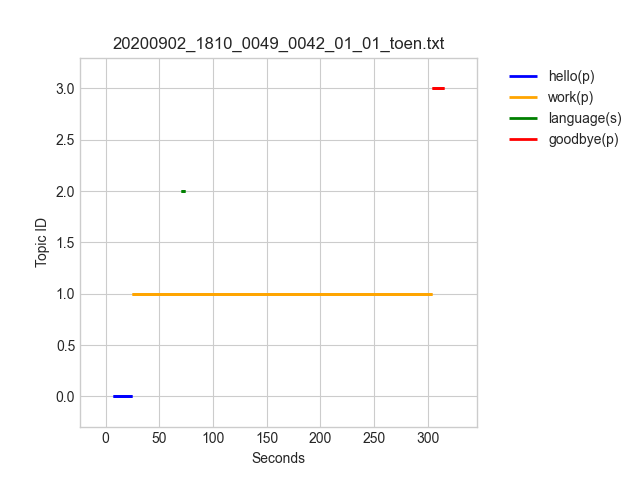 20200902_1810_0049_0042_01_01_toen.txt
hello(p)
work(p)
language(s)
goodbye(p)
Topic ID
3.0
2.5
2.0
1.5
1.0
0.5
0.0
0 50 100 150 200 250 300
Seconds